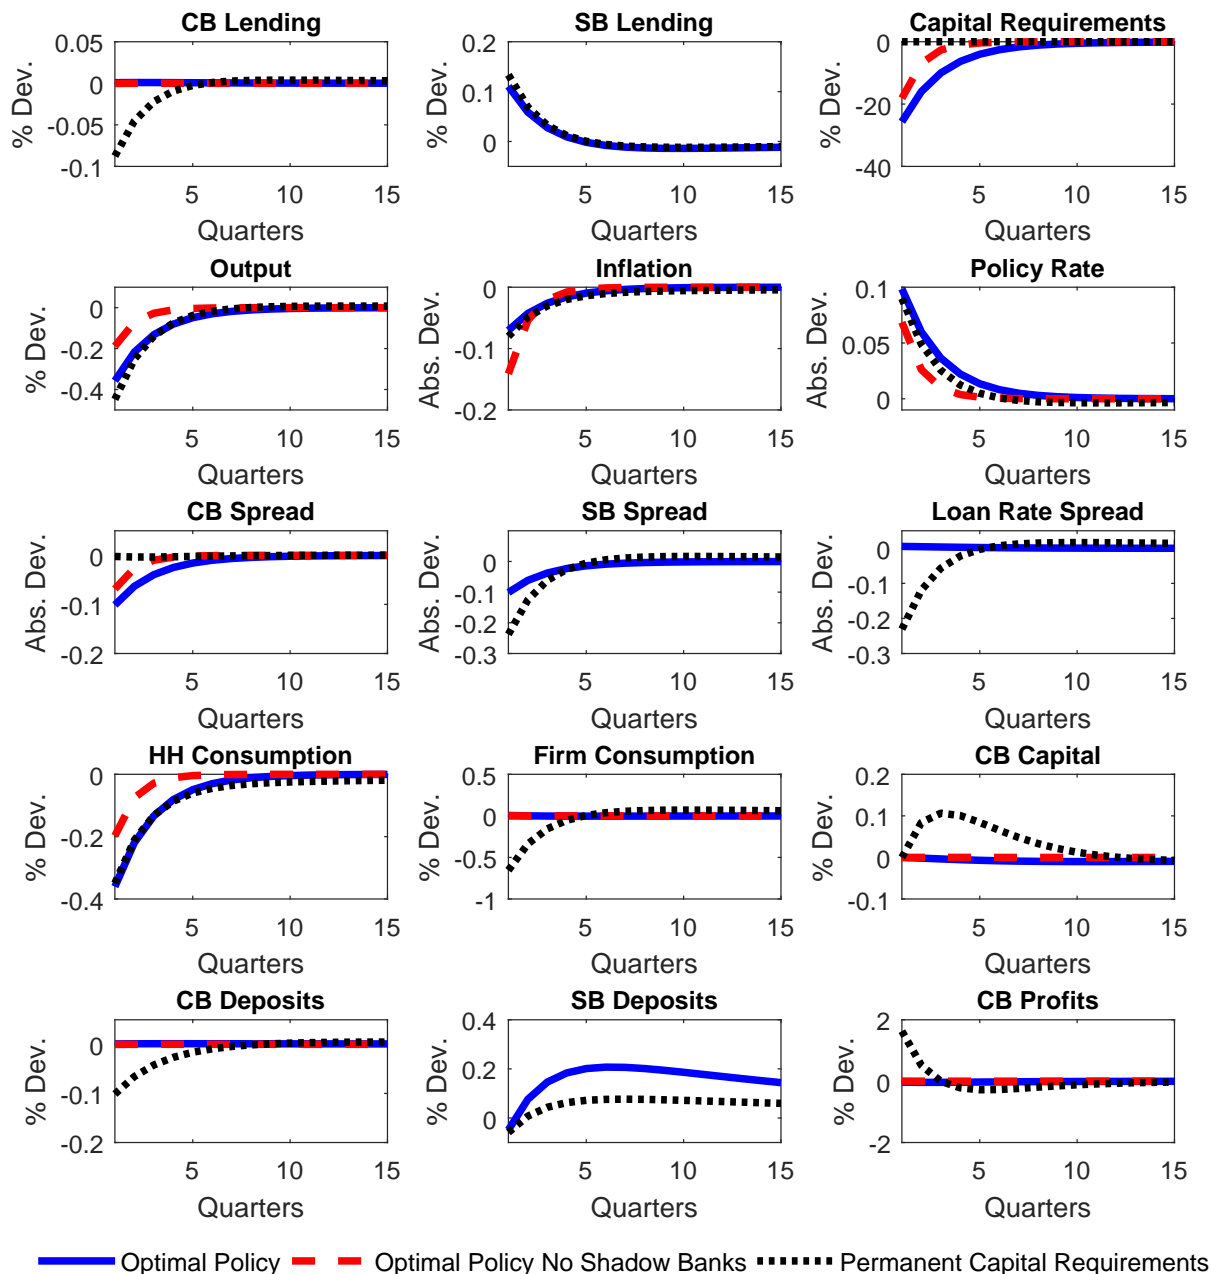 CB Lending SB Lending Capital Requirements
0.05 0 -0.05 -0.1 % Dev. 5 10 15 Quarters
0.2 0.1 0 % Dev. 5 10 15 Quarters
0 -20 -40 % Dev. 5 10 15 Quarters
Output Inflation Policy Rate
0 -0.2 -0.4 % Dev. 5 10 15 Quarters
0 -0.1 -0.2 Abs. Dev. 5 10 15 Quarters
0.1 0.05 0 Abs. Dev. 5 10 15 Quarters
CB Spread SB Spread Loan Rate Spread
0 -0.1 -0.2 Abs. Dev. 5 10 15 Quarters
0 -0.1 -0.2 -0.3 Abs. Dev. 5 10 15 Quarters
0 -0.1 -0.2 -0.3 Abs. Dev. 5 10 15 Quarters
HH Consumption Firm Consumption CB Capital
0 -0.2 -0.4 % Dev. 5 10 15 Quarters
0.5 0 -0.5 -1 % Dev. 5 10 15 Quarters
0.2 0.1 0 -0.1 % Dev. 5 10 15 Quarters
CB Deposits SB Deposits CB Profits
0 -0.1 -0.2 % Dev. 5 10 15 Quarters
0.4 0.2 0 % Dev. 5 10 15 Quarters
2 0 -2 % Dev. 5 10 15 Quarters
Optimal Policy Optimal Policy No Shadow Banks Permanent Capital Requirements